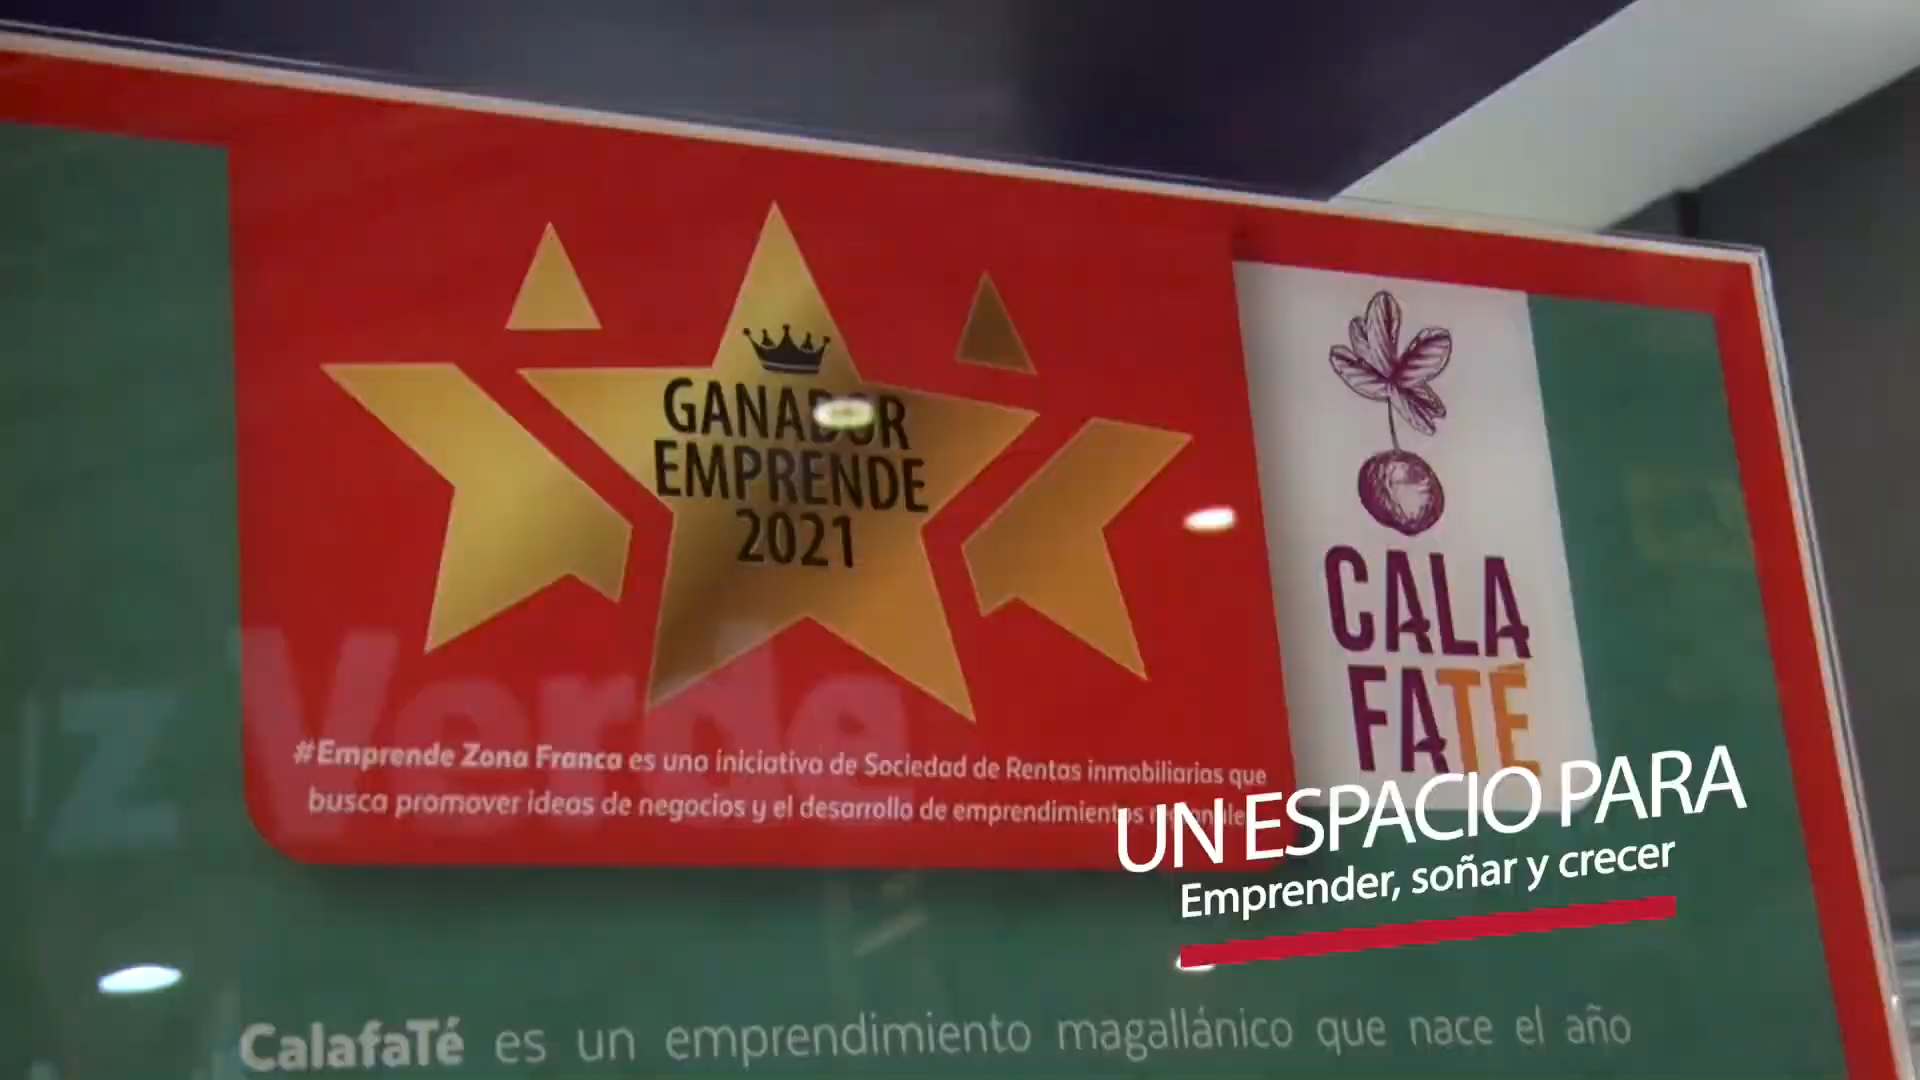 GANADOR
EMPRENDE
2021
CALA
FATÉ
#Emprende Zona Franca es una iniciativa de Sociedad de Rentas inmobiliarias que
busca promover ideas de negocios y el desarrollo de emprendimientos
UN ESPACIO PARA
Emprender, soñar y crecer
z Verde
CalafaTé es un emprendimiento magallánico que nace el año